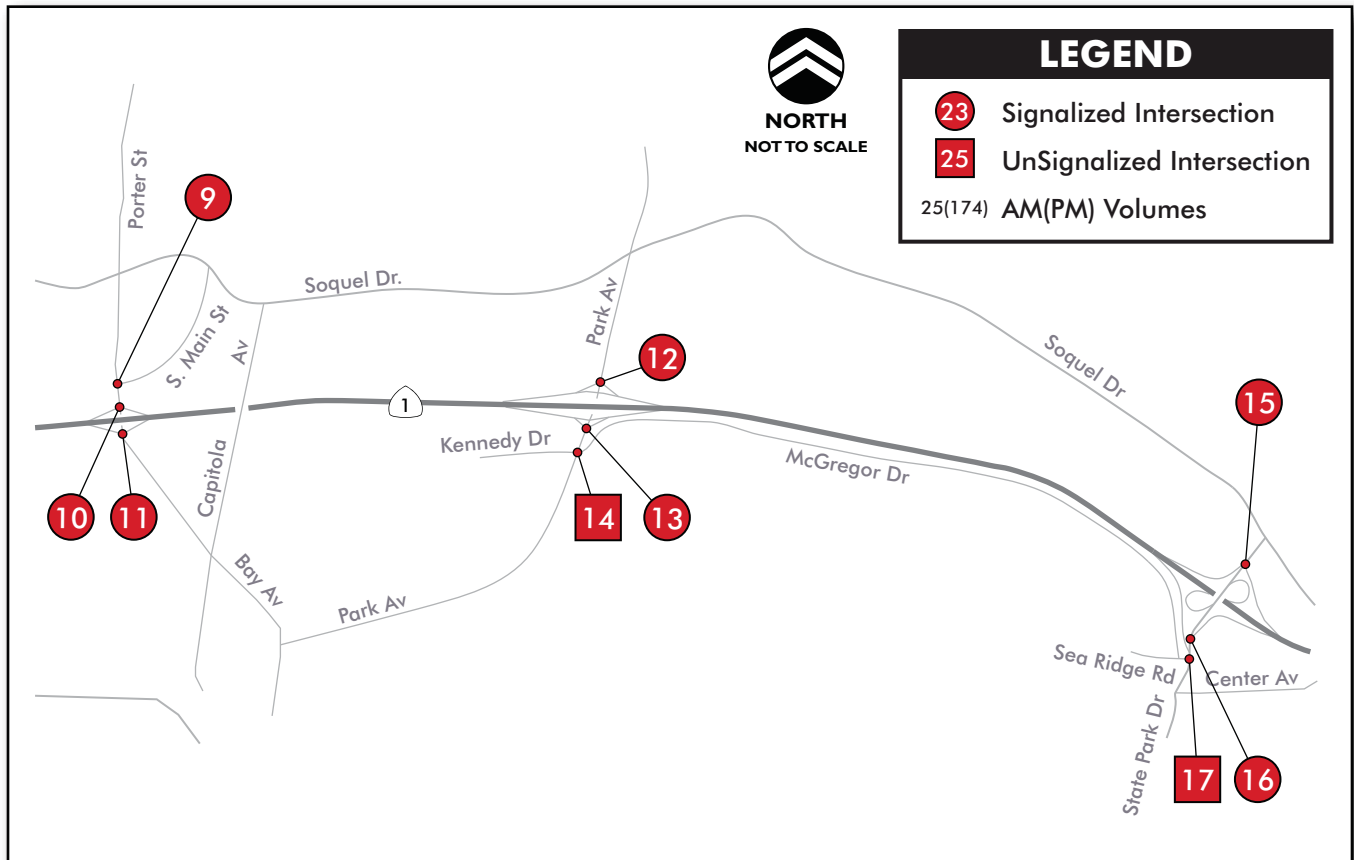 NORTH
NOT TO SCALE
LEGEND
23 Signalized Intersection
25 UnSignalized Intersection
25(174) AM(PM) Volumes
Porter St
9
S. Main St
Av
Soquel Dr.
Park Av
12
1
Soquel Dr
15
Capitola
Kennedy Dr
McGregor Dr
10
11
14
13
Bay Av
Park Av
Sea Ridge Rd
Center Av
State Park Dr
17
16